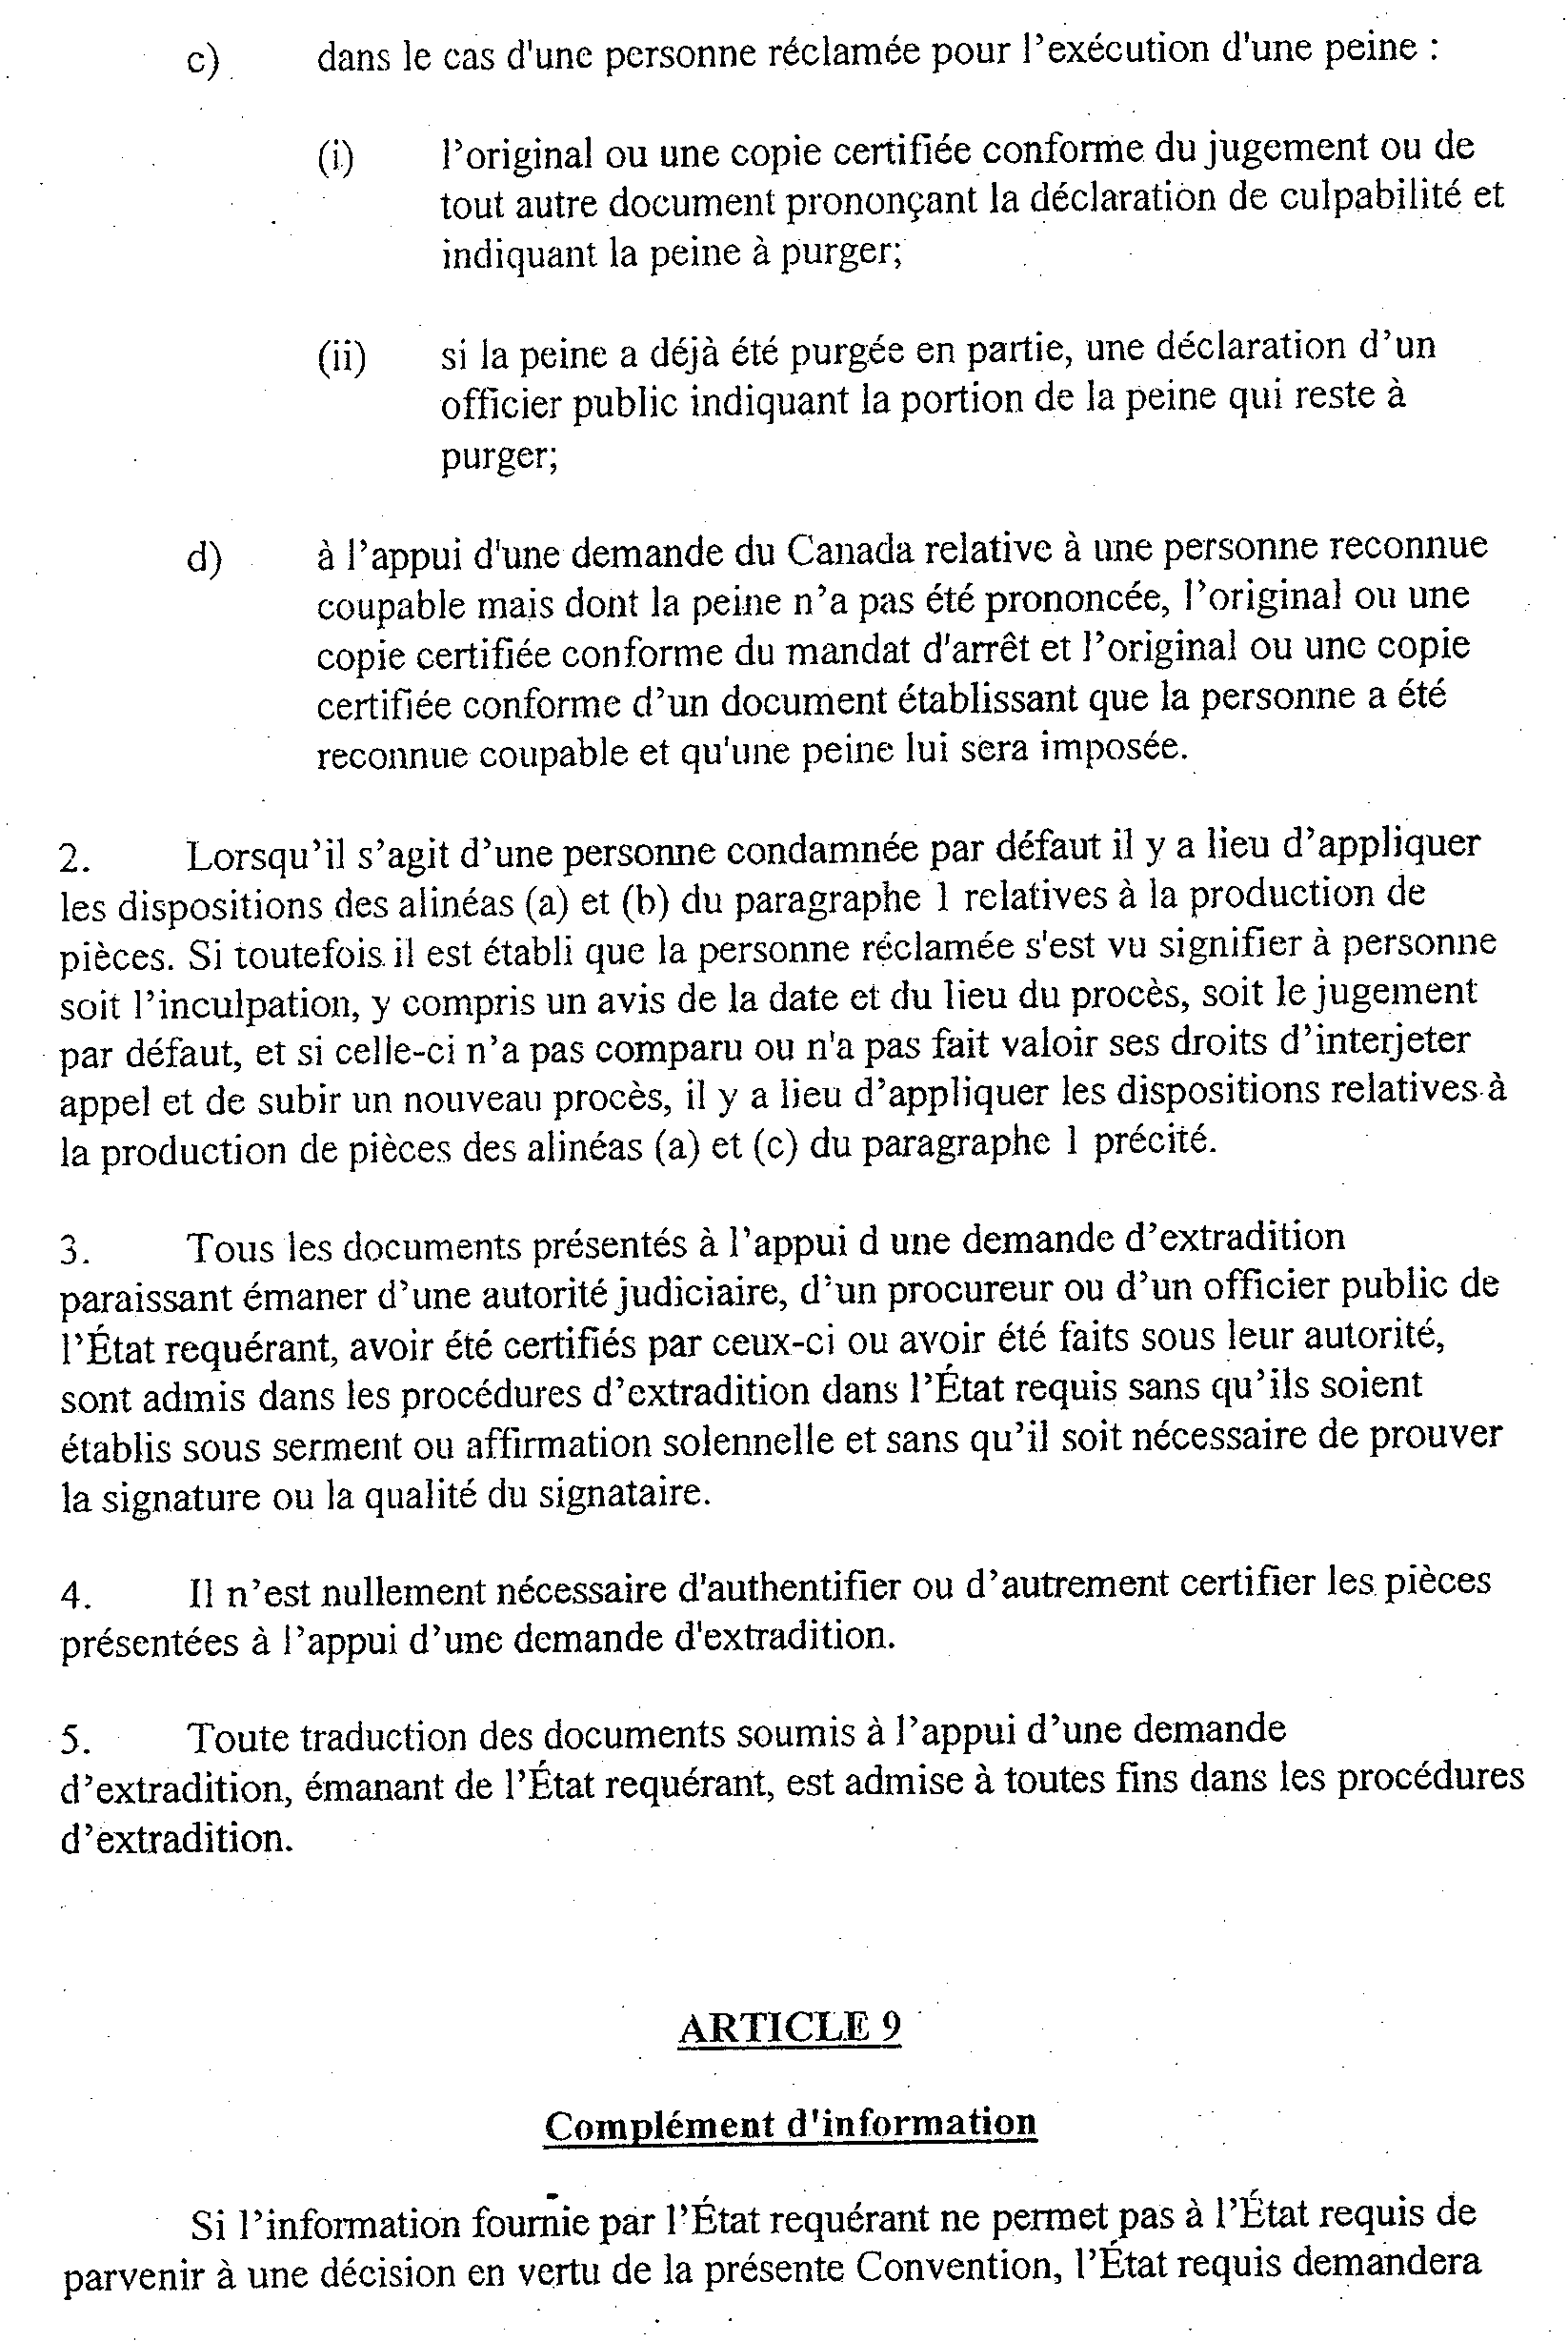 c) dans le cas d'une personne réclamée pour l’exécution d'une peine :
(i) l’original ou une copie certifiée conforme du jugement ou de
tout autre document prononçant la déclaration de culpabilité et
indiquant la peine à purger;
(ii) si la peine a déjà été purgée en partie, une déclaration d’un
officier public indiquant la portion de la peine qui reste à
purger;
d) à l’appui d'une demande du Canada relative à une personne reconnue
coupable mais dont la peine n’a pas été prononcée, l’original ou une
copie certifiée conforme du mandat d'arrêt et l’original ou une copie
certifiée conforme d’un document établissant que la personne a été
reconnue coupable et qu'une peine lui sera imposée.
2. Lorsqu’il s’agit d’une personne condamnée par défaut il y a lieu d’appliquer
les dispositions des alinéas (a) et (b) du paragraphe 1 relatives à la production de
pièces. Si toutefois il est établi que la personne réclamée s'est vu signifier à personne
soit l’inculpation, y compris un avis de la date et du lieu du procès, soit le jugement
par défaut, et si celle-ci n’a pas comparu ou n'a pas fait valoir ses droits d’interjeter
appel et de subir un nouveau procès, il y a lieu d’appliquer les dispositions relatives à
la production de pièces des alinéas (a) et (c) du paragraphe 1 précité.
3. Tous les documents présentés à l’appui d une demande d’extradition
paraissant émaner d’une autorité judiciaire, d’un procureur ou d’un officier public de
l’État requérant, avoir été certifiés par ceux-ci ou avoir été faits sous leur autorité,
sont admis dans les procédures d’extradition dans l’État requis sans qu’ils soient
établis sous serment ou affirmation solennelle et sans qu’il soit nécessaire de prouver
la signature ou la qualité du signataire.
4. Il n’est nullement nécessaire d'authentifier ou d’autrement certifier les pièces
présentées à l’appui d’une demande d'extradition.
5. Toute traduction des documents soumis à l’appui d’une demande
d’extradition, émanant de l’État requérant, est admise à toutes fins dans les procédures
d’extradition.
ARTICLE 9
Complément d'information
Si l’information fournie par l’État requérant ne permet pas à l’État requis de
parvenir à une décision en vertu de la présente Convention, l’État requis demandera